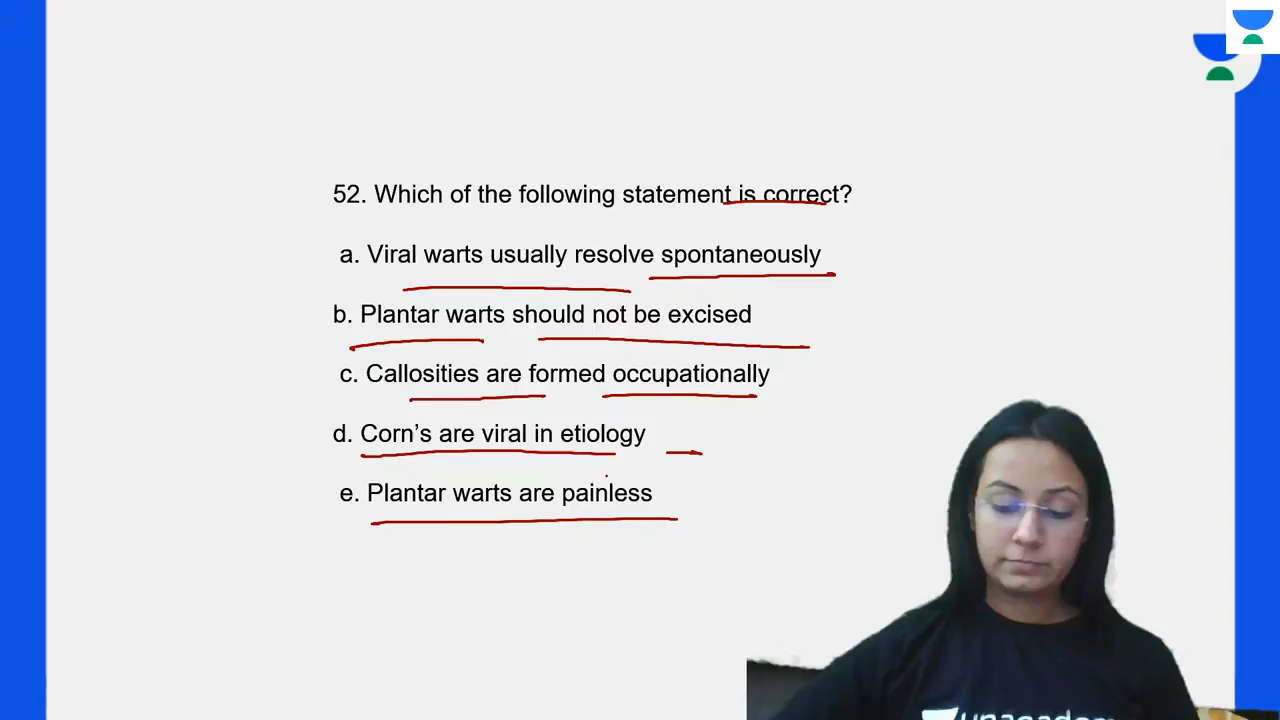 52. Which of the following statement is correct?
a. Viral warts usually resolve spontaneously
b. Plantar warts should not be excised
c. Callosities are formed occupationally
d. Corn's are viral in etiology
e. Plantar warts are painless